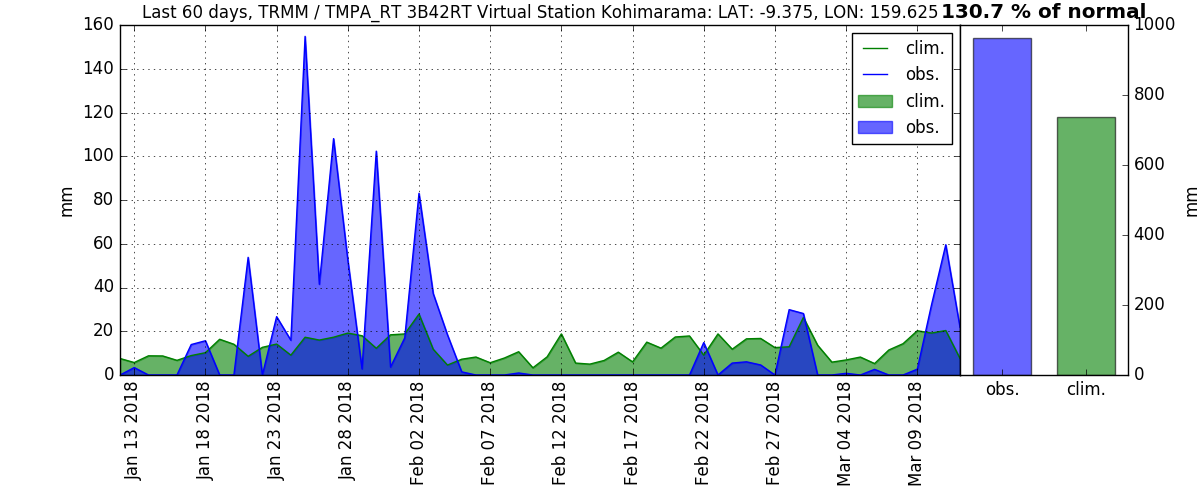 Last 60 days, TRMM / TMPA_RT 3B42RT Virtual Station Kohimarama: LAT: -9.375, LON: 159.625 130.7 % of normal
160
140
120
100
80
60
40
20
0
mm
clim.
obs.
clim.
obs.
1000
800
600
400
200
0
mm
obs.
clim.
Jan 13 2018
Jan 18 2018
Jan 23 2018
Jan 28 2018
Feb 02 2018
Feb 07 2018
Feb 12 2018
Feb 17 2018
Feb 22 2018
Feb 27 2018
Mar 04 2018
Mar 09 2018